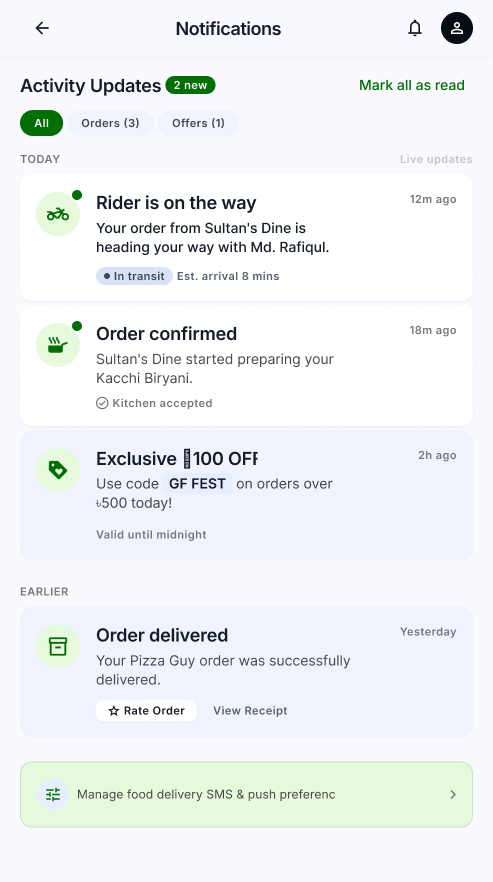 Notifications
Activity Updates 2 new Mark all as read
All Orders (3) Offers (1)
TODAY Live updates
Rider is on the way 12m ago
Your order from Sultan's Dine is
heading your way with Md. Rafiqul.
In transit Est. arrival 8 mins
Order confirmed 18m ago
Sultan's Dine started preparing your
Kacchi Biryani.
Kitchen accepted
Exclusive 100 OFF 2h ago
Use code GF FEST on orders over
৳500 today!
Valid until midnight
EARLIER
Order delivered Yesterday
Your Pizza Guy order was successfully
delivered.
Rate Order View Receipt
Manage food delivery SMS & push preferenc